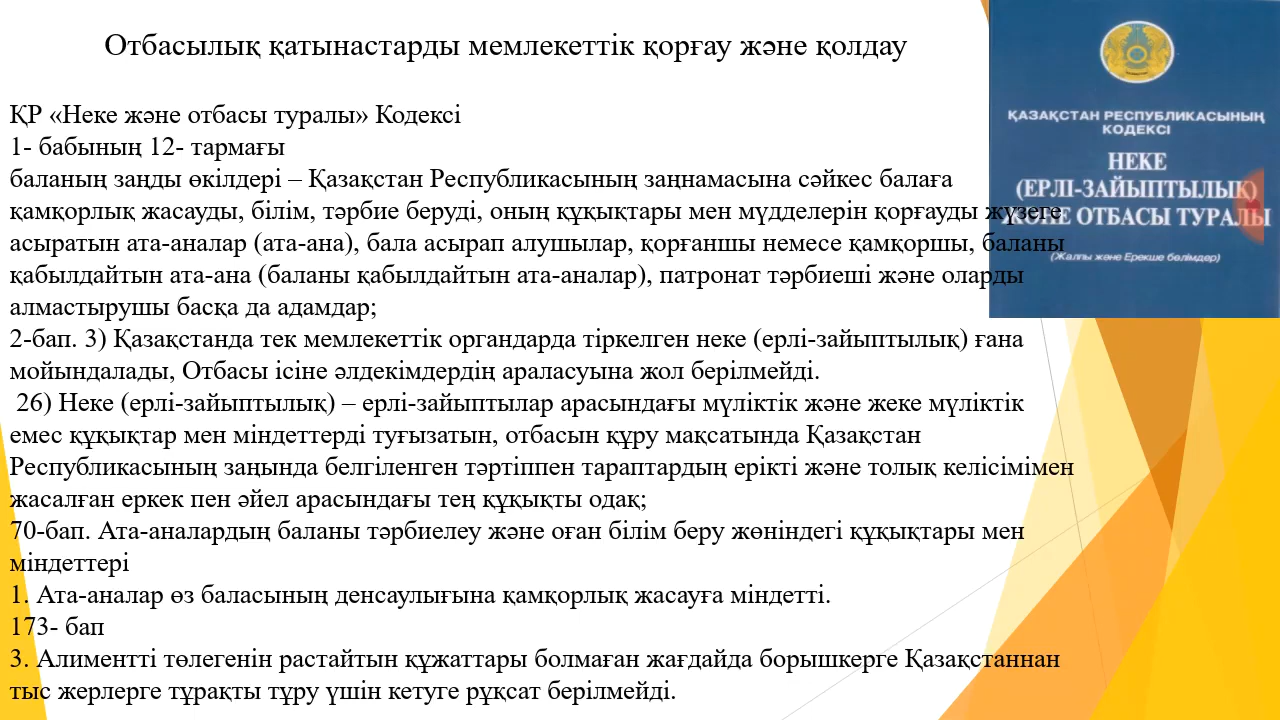 Отбасылық қатынастарды мемлекеттік қорғау және қолдау
ҚАЗАҚСТАН РЕСПУБЛИКАСЫНЫҢ
КОДЕКСІ
НЕКЕ
(ЕРЛІ-ЗАЙЫПТЫЛЫҚ)
ЖӘНЕ ОТБАСЫ ТУРАЛЫ
(Жалпы және Ерекше бөлімдер)
ҚР «Неке және отбасы туралы» Кодексі
1- бабының 12- тармағы
баланың заңды өкілдері – Қазақстан Республикасының заңнамасына сәйкес балаға
қамқорлық жасауды, білім, тәрбие беруді, оның құқықтары мен мүдделерін қорғауды жүзеге
асыратын ата-аналар (ата-ана), бала асырап алушылар, қорғаншы немесе қамқоршы, баланы
қабылдайтын ата-ана (баланы қабылдайтын ата-аналар), патронат тәрбиеші және оларды
алмастырушы басқа да адамдар;
2-бап. 3) Қазақстанда тек мемлекеттік органдарда тіркелген неке (ерлі-зайыптылық) ғана
мойындалады, Отбасы ісіне әлдекімдердің араласуына жол берілмейді.
26) Неке (ерлі-зайыптылық) – ерлі-зайыптылар арасындағы мүліктік және жеке мүліктік
емес құқықтар мен міндеттерді туғызатын, отбасын құру мақсатында Қазақстан
Республикасының заңында белгіленген тәртіппен тараптардың ерікті және толық келісімімен
жасалған еркек пен әйел арасындағы тең құқықты одақ;
70-бап. Ата-аналардың баланы тәрбиелеу және оған білім беру жөніндегі құқықтары мен
міндеттері
1. Ата-аналар өз баласының денсаулығына қамқорлық жасауға міндетті.
173- бап
3. Алиментті төлегенін растайтын құжаттары болмаған жағдайда борышкерге Қазақстаннан
тыс жерлерге тұрақты тұру үшін кетуге рұқсат берілмейді.